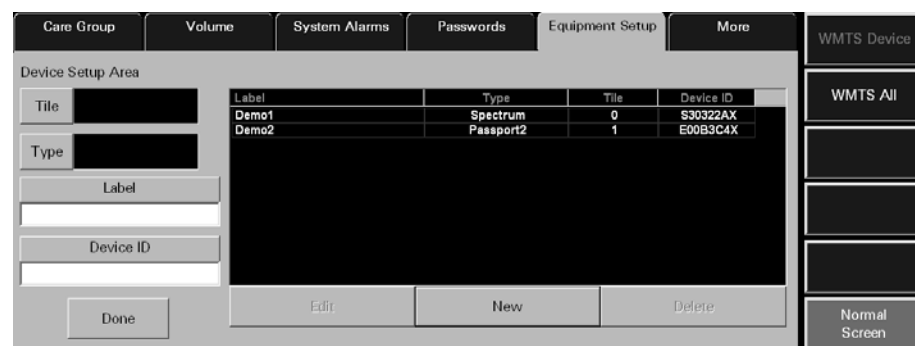 Care Group Volume System Alarms Passwords Equipment Setup More
WMTS Device
Device Setup Area
Tile
Label Type Tile Device ID
WMTS All
Demo1 Spectrum 0 S30322AX
Demo2 Passport2 1 E00B3C4X
Type
Label
Device ID
Edit New Delete
Done
Normal
Screen